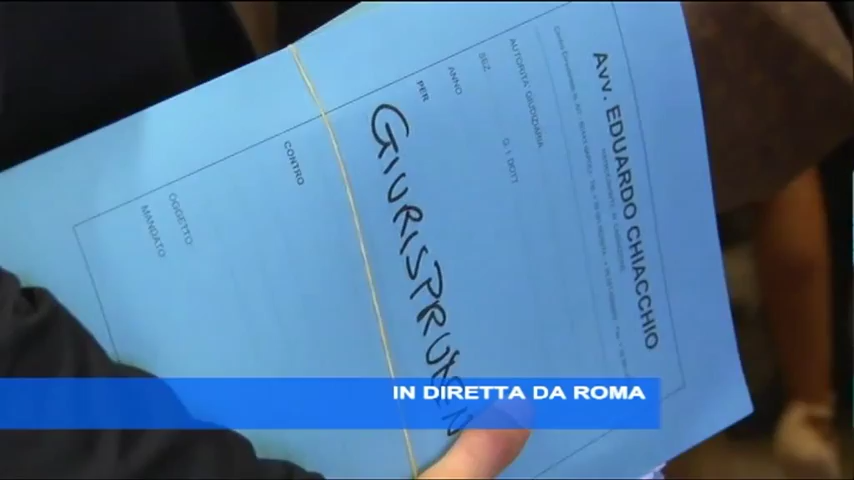 Avv. EDUARDO CHIACCHIO
AUTORITÀ GIUDIZIARIA
SEZ. G. I. DOTT.
ANNO
PER
GIURISPRUDEN
CONTRO
OGGETTO
MANDATO
IN DIRETTA DA ROMA